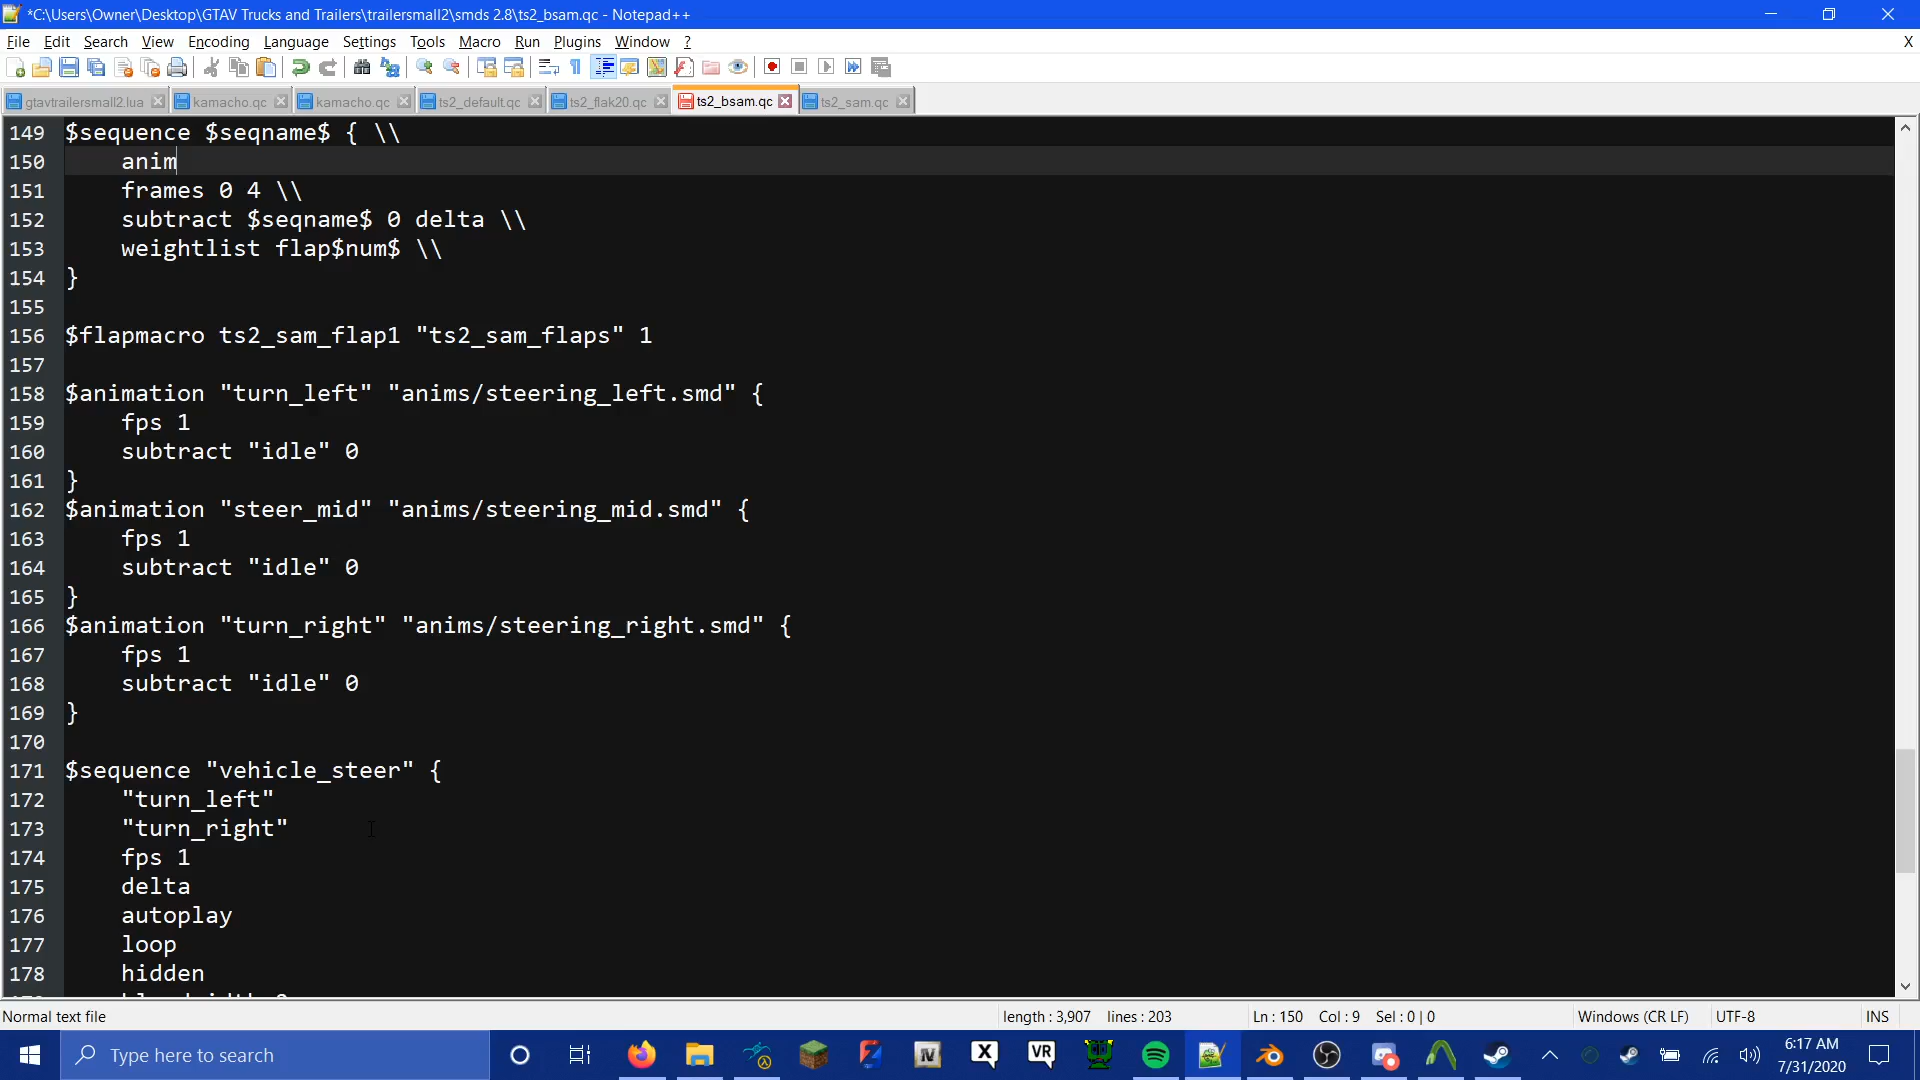 *C:\Users\Owner\Desktop\GTAV Trucks and Trailers\trailersmall2\smds 2.8\ts2_bsam.qc - Notepad++
File Edit Search View Encoding Language Settings Tools Macro Run Plugins Window ? X
gtavtrailersmall2.lua kamacho.qc kamacho.qc ts2_default.qc ts2_flak20.qc ts2_bsam.qc ts2_sam.qc
149 $sequence $seqname$ { \\
150 anim
151 frames 0 4 \\
152 subtract $seqname$ 0 delta \\
153 weightlist flap$num$ \\
154 }
155
156 $flapmacro ts2_sam_flap1 "ts2_sam_flaps" 1
157
158 $animation "turn_left" "anims/steering_left.smd" {
159 fps 1
160 subtract "idle" 0
161 }
162 $animation "steer_mid" "anims/steering_mid.smd" {
163 fps 1
164 subtract "idle" 0
165 }
166 $animation "turn_right" "anims/steering_right.smd" {
167 fps 1
168 subtract "idle" 0
169 }
170
171 $sequence "vehicle_steer" {
172 "turn_left"
173 "turn_right"
174 fps 1
175 delta
176 autoplay
177 loop
178 hidden
Normal text file length : 3,907 lines : 203 Ln : 150 Col : 9 Sel : 0 | 0 Windows (CR LF) UTF-8 INS
Type here to search IV X VR 6:17 AM
7/31/2020